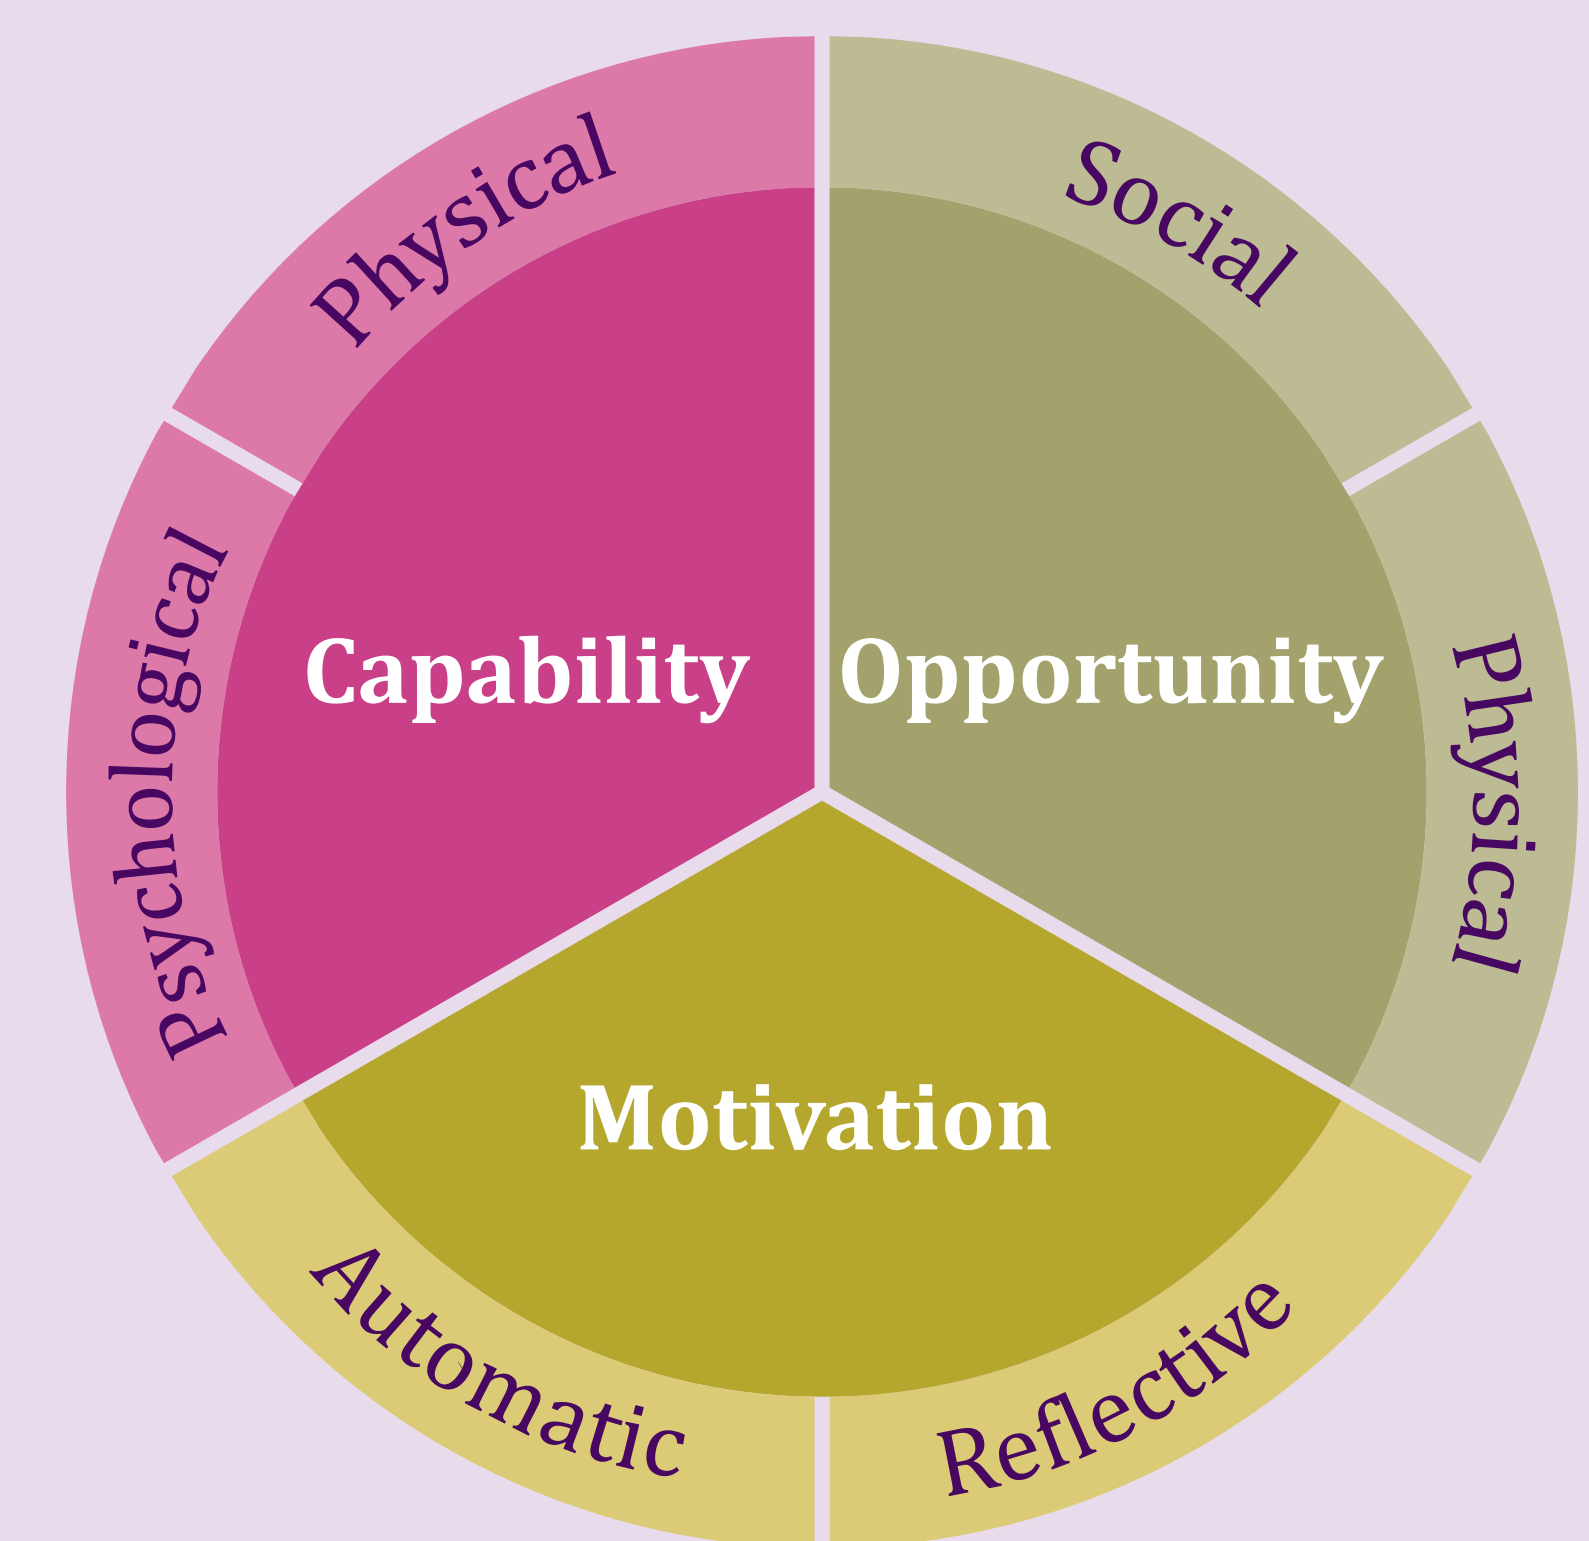 Physical
Social
Psychological
Capability
Opportunity
Physical
Motivation
Automatic
Reflective